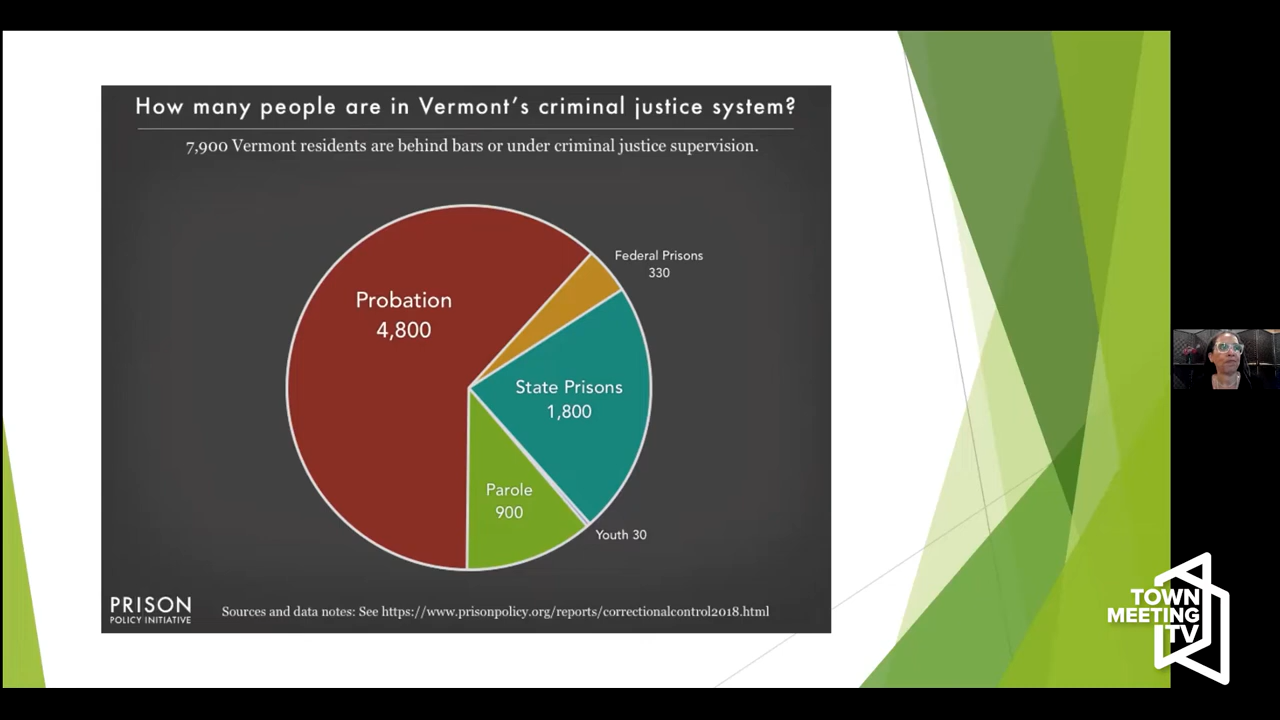 How many people are in Vermont's criminal justice system?
7,900 Vermont residents are behind bars or under criminal justice supervision.
Federal Prisons
330
Probation
4,800
State Prisons
1,800
Parole
900
Youth 30
PRISON
POLICY INITIATIVE
Sources and data notes: See https://www.prisonpolicy.org/reports/correctionalcontrol2018.html
TOWN
MEETING
TV